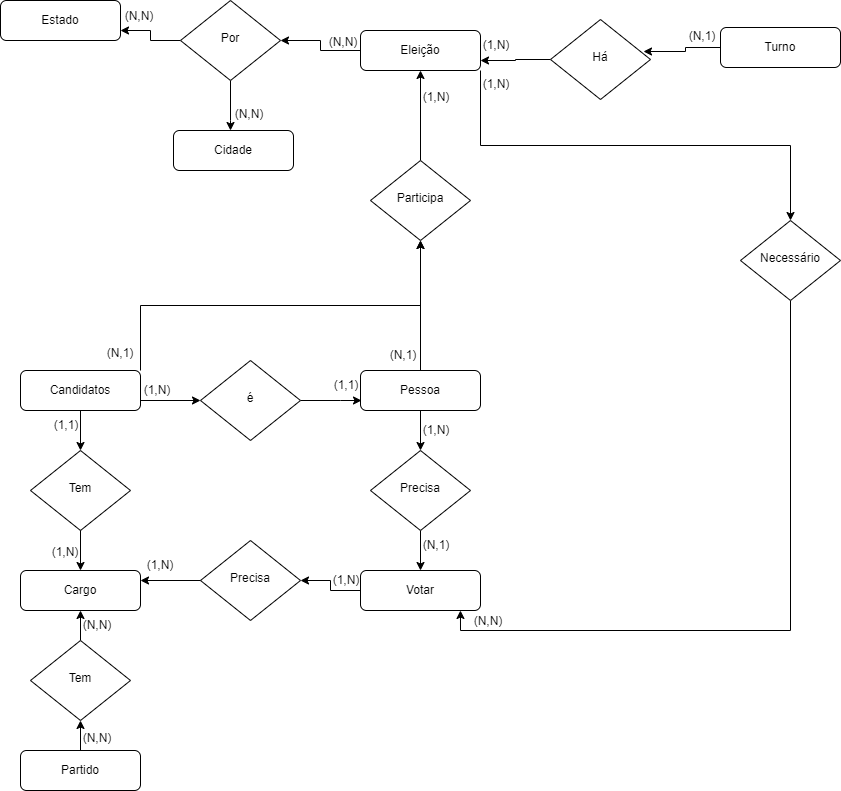 Estado
(N,N)
Por
(N,N)
Eleição
(1,N)
Há
(N,1)
Turno
(1,N)
(1,N)
(N,N)
Cidade
Participa
Necessário
(N,1)
(N,1)
Candidatos
(1,N)
é
(1,1)
Pessoa
(1,1)
(1,N)
Tem
Precisa
(1,N)
(N,1)
Cargo
(1,N)
Precisa
(1,N)
Votar
(N,N)
(N,N)
Tem
(N,N)
Partido